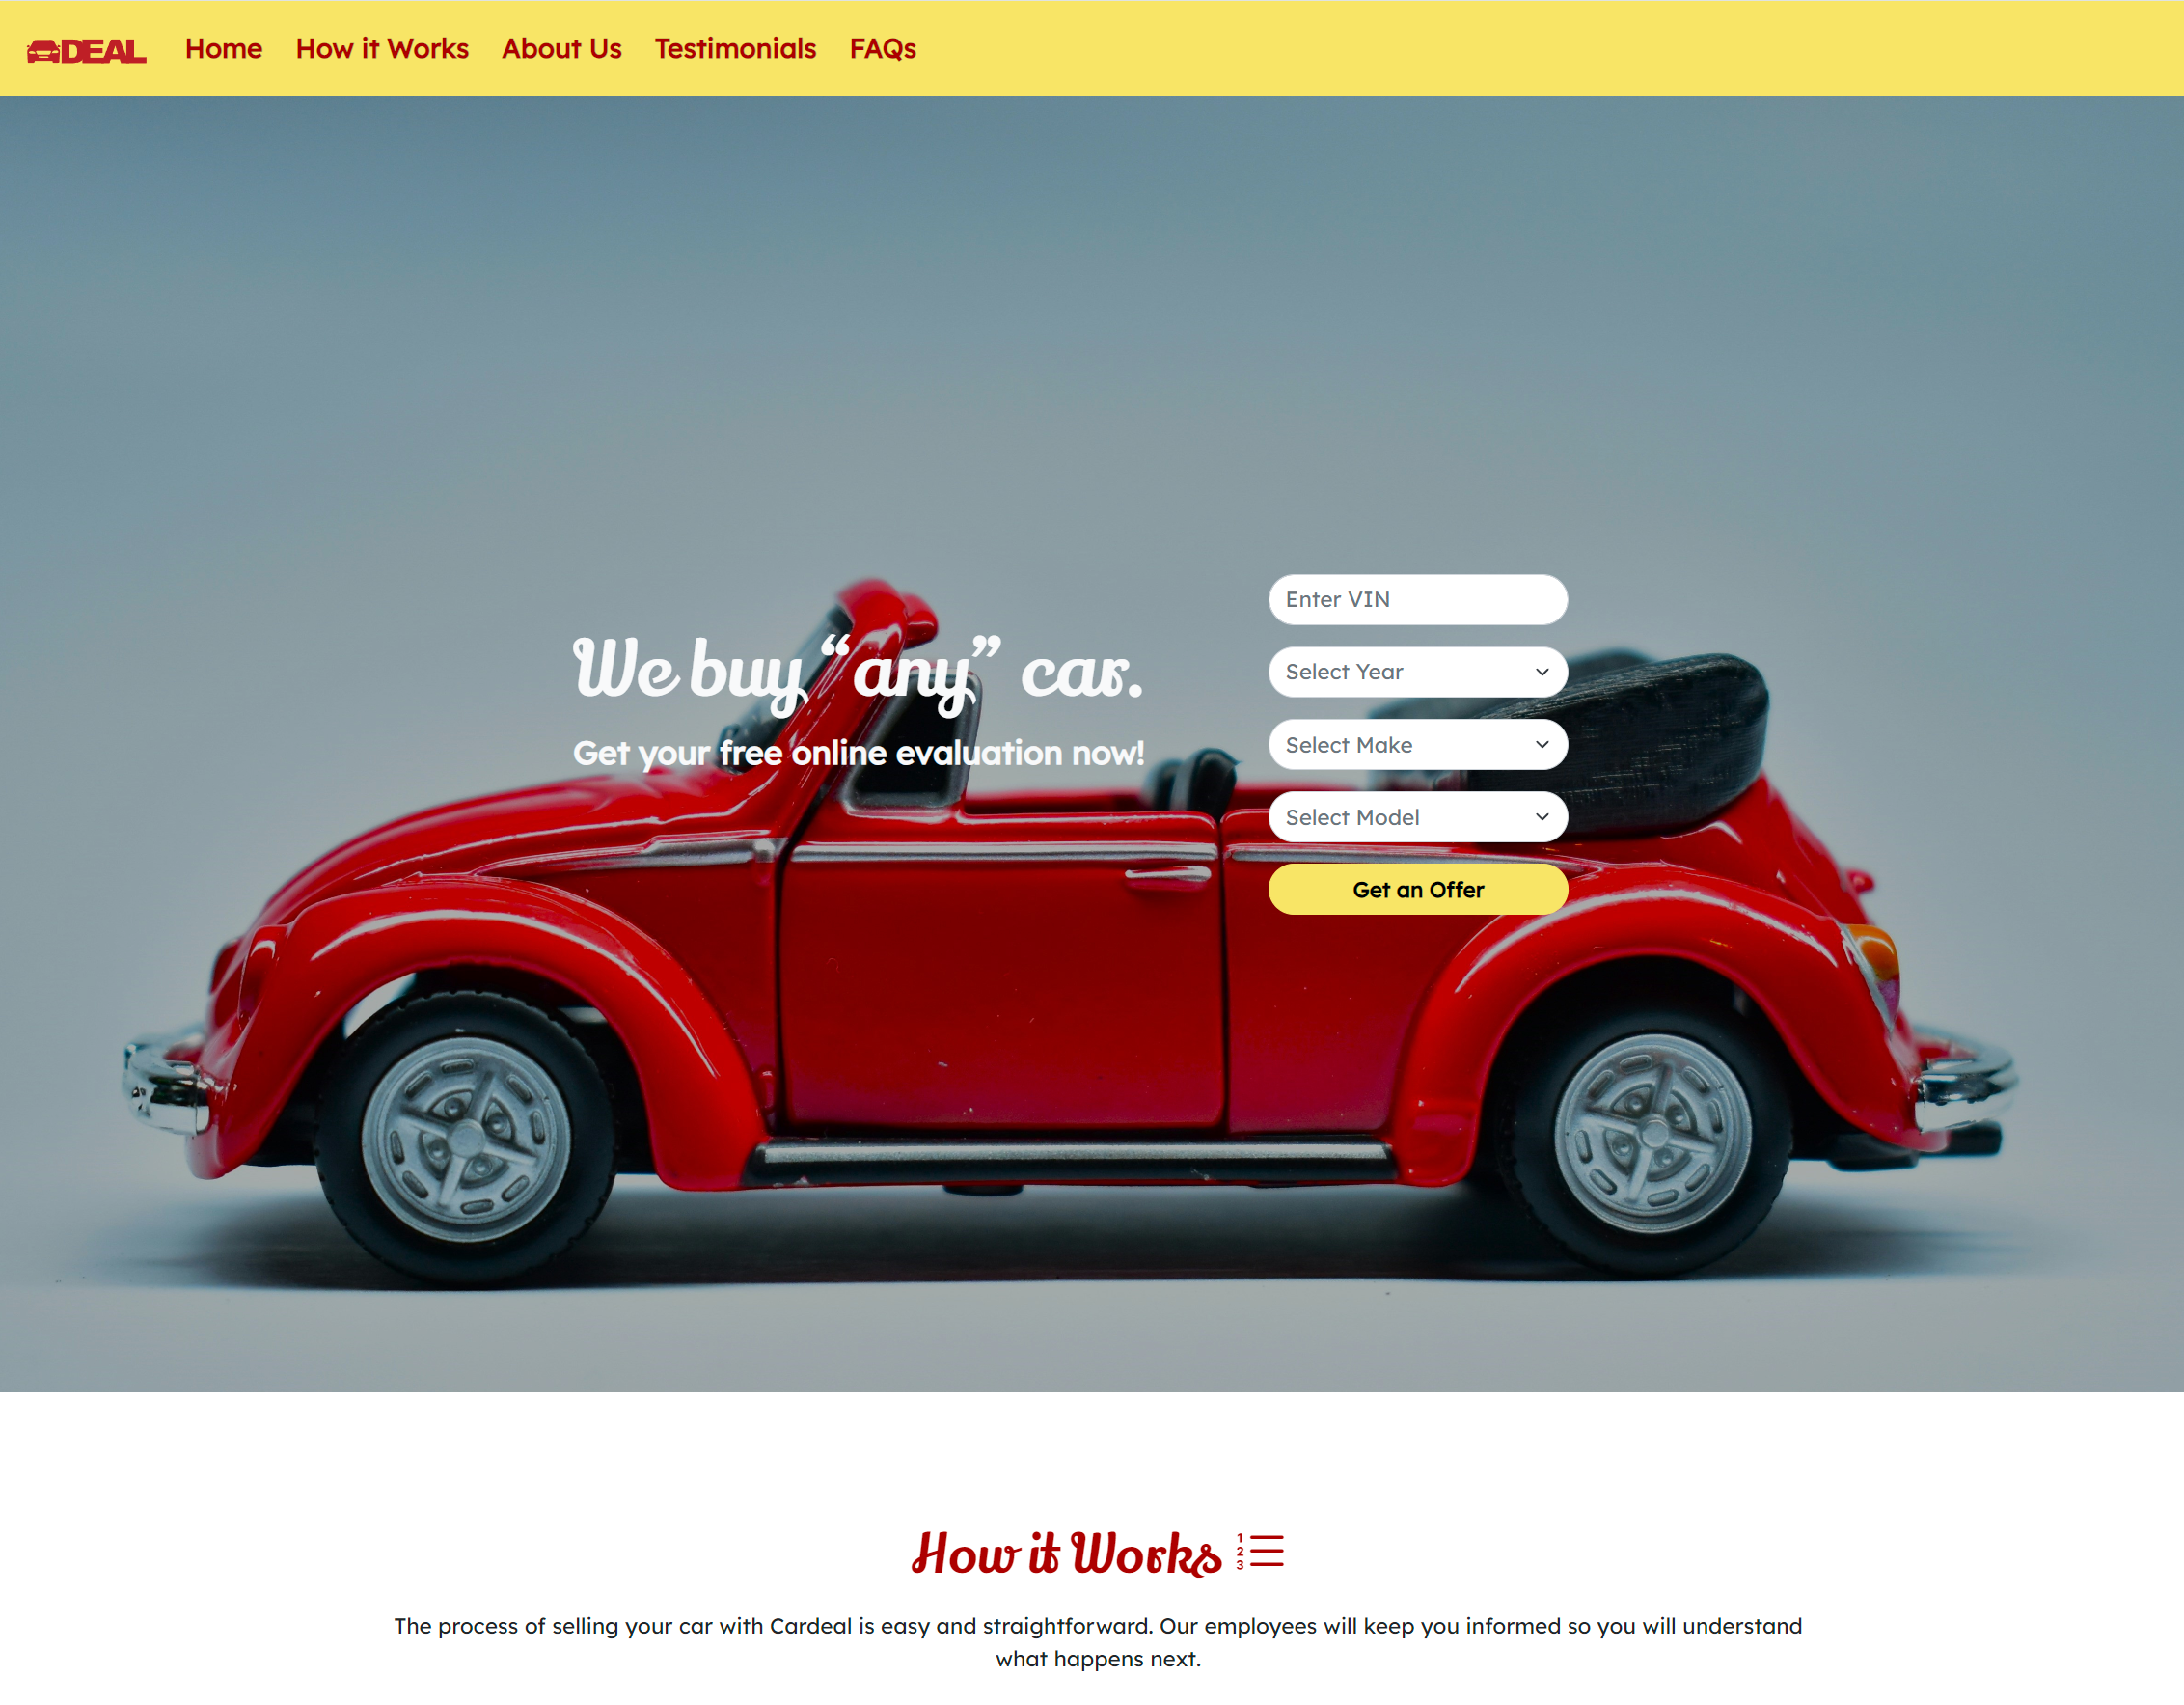 DEAL
Home How it Works About Us Testimonials FAQs
We buy “any” car.
Get your free online evaluation now!
Enter VIN
Select Year
Select Make
Select Model
Get an Offer
How it Works
1
2
3
The process of selling your car with Cardeal is easy and straightforward. Our employees will keep you informed so you will understand
what happens next.